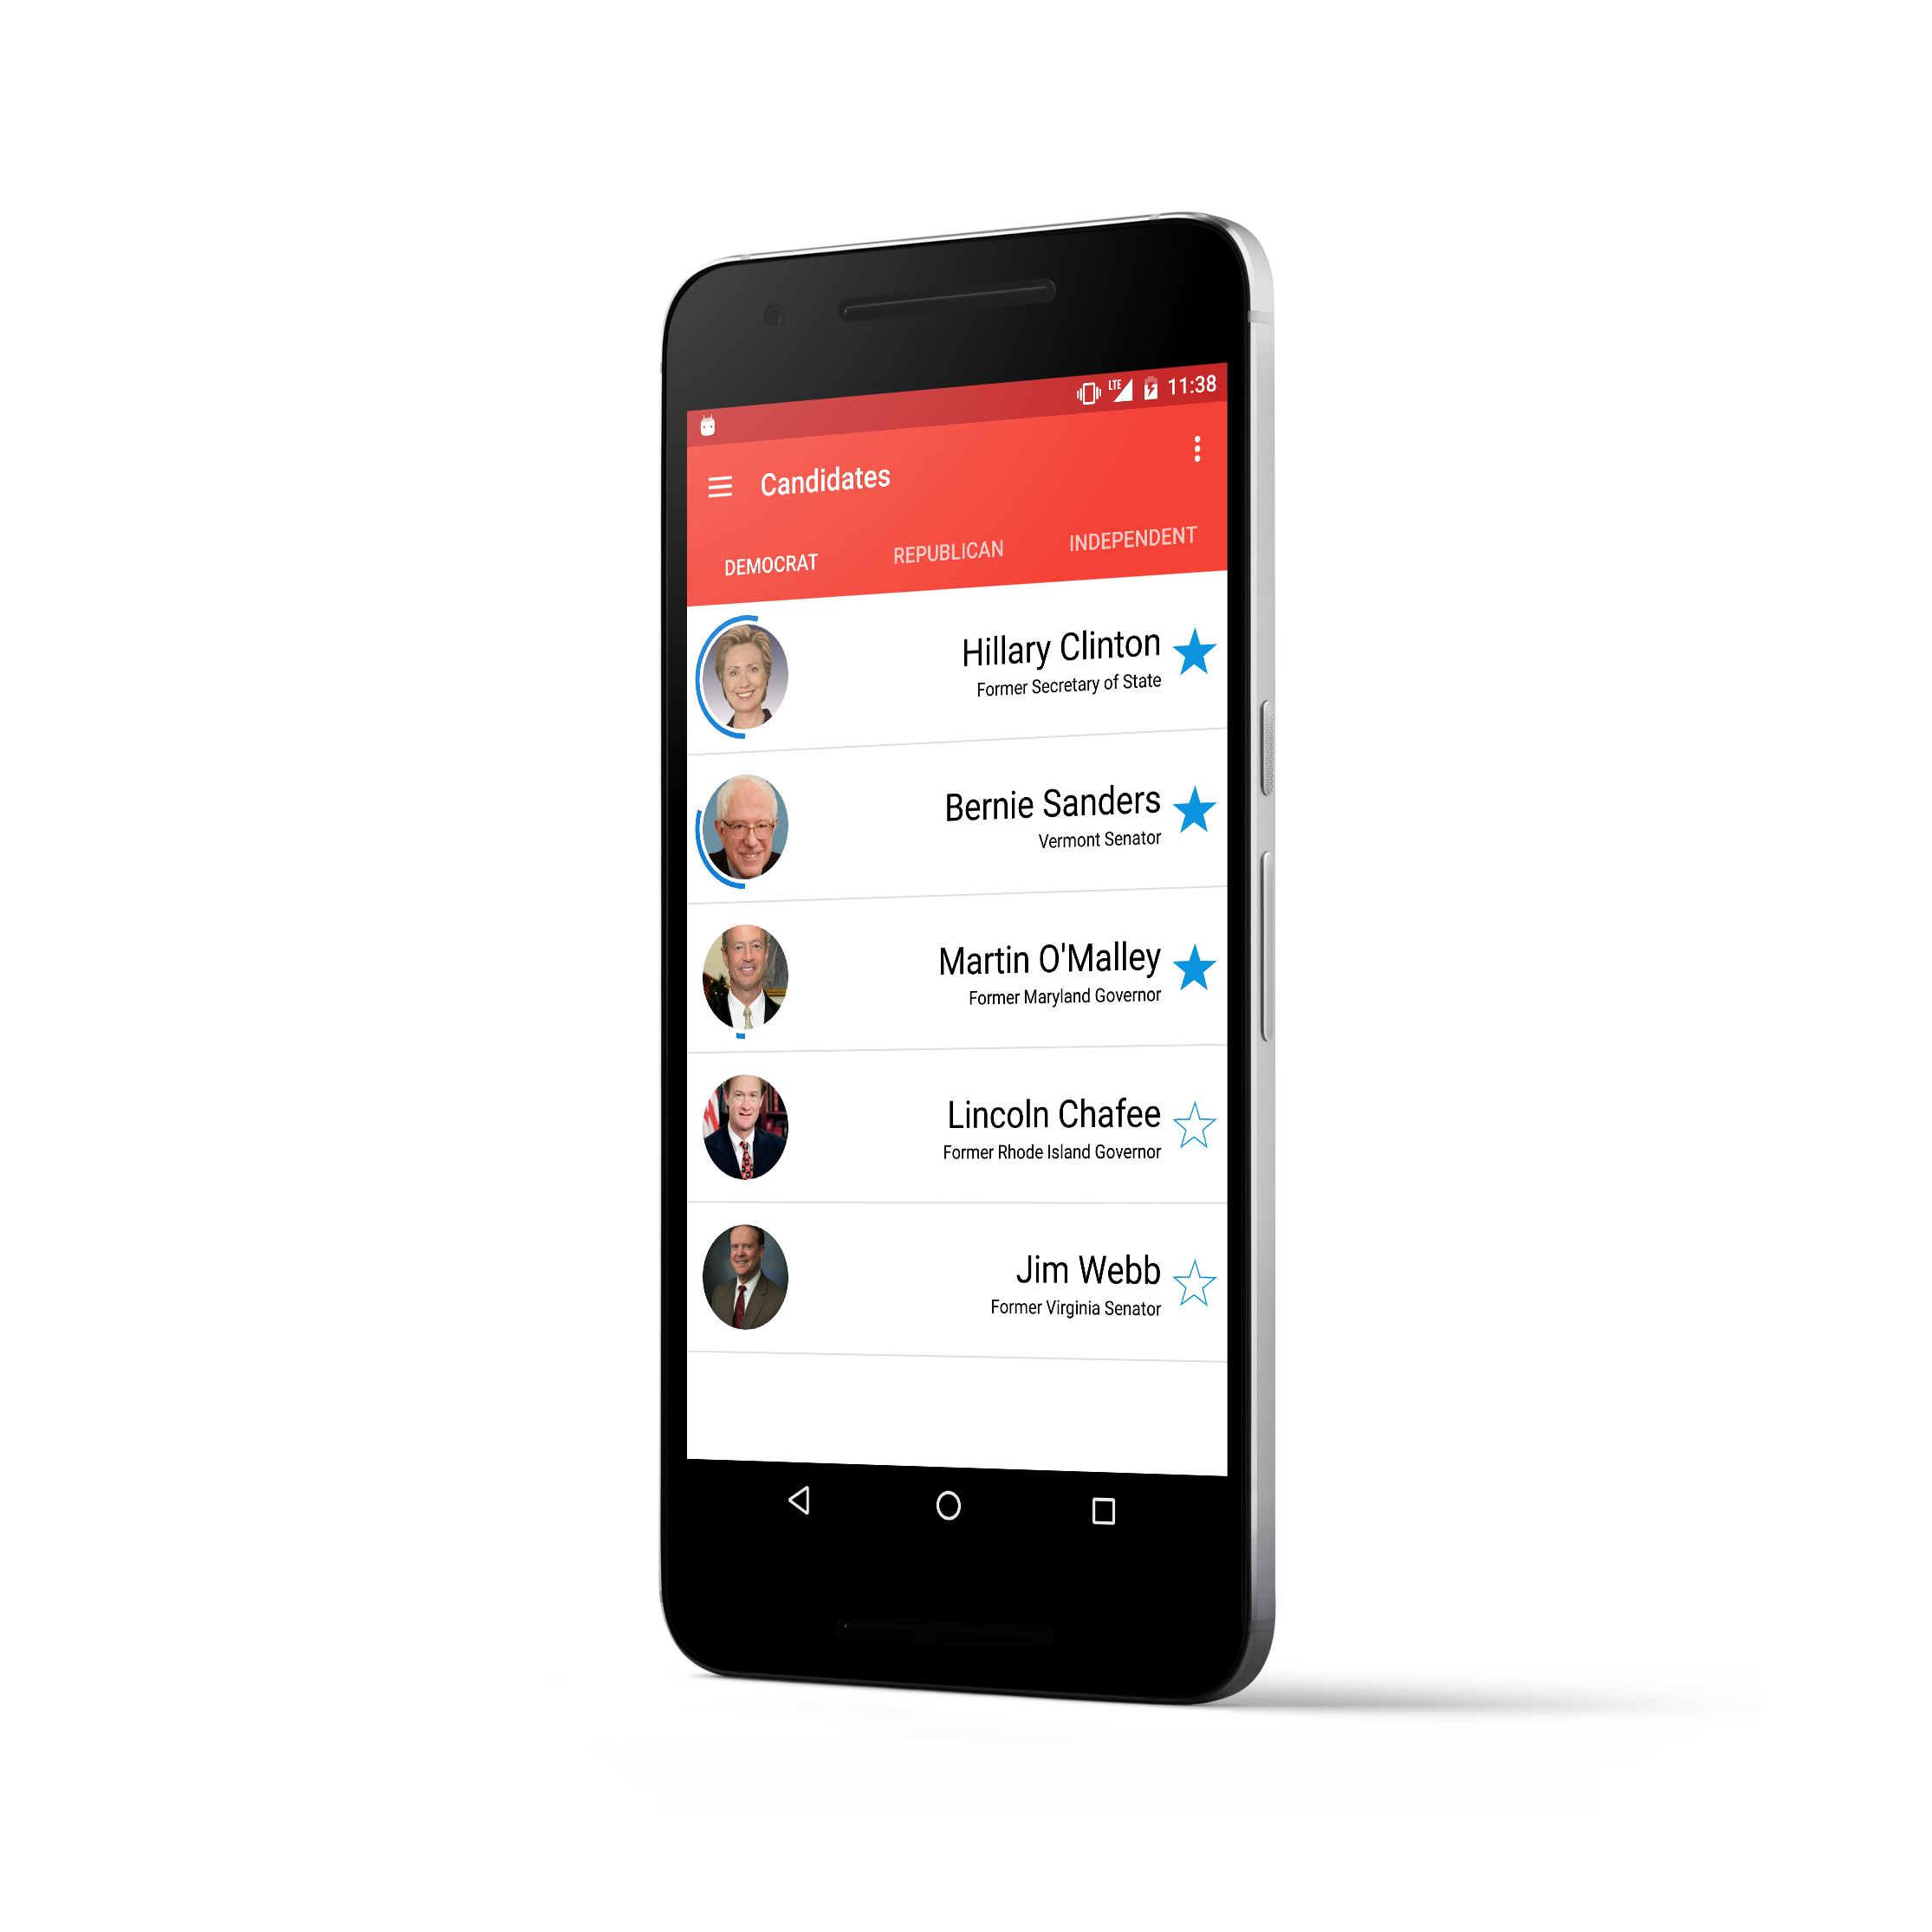 LTE 11:38
Candidates
DEMOCRAT REPUBLICAN INDEPENDENT
Hillary Clinton
Former Secretary of State
Bernie Sanders
Vermont Senator
Martin O'Malley
Former Maryland Governor
Lincoln Chafee
Former Rhode Island Governor
Jim Webb
Former Virginia Senator